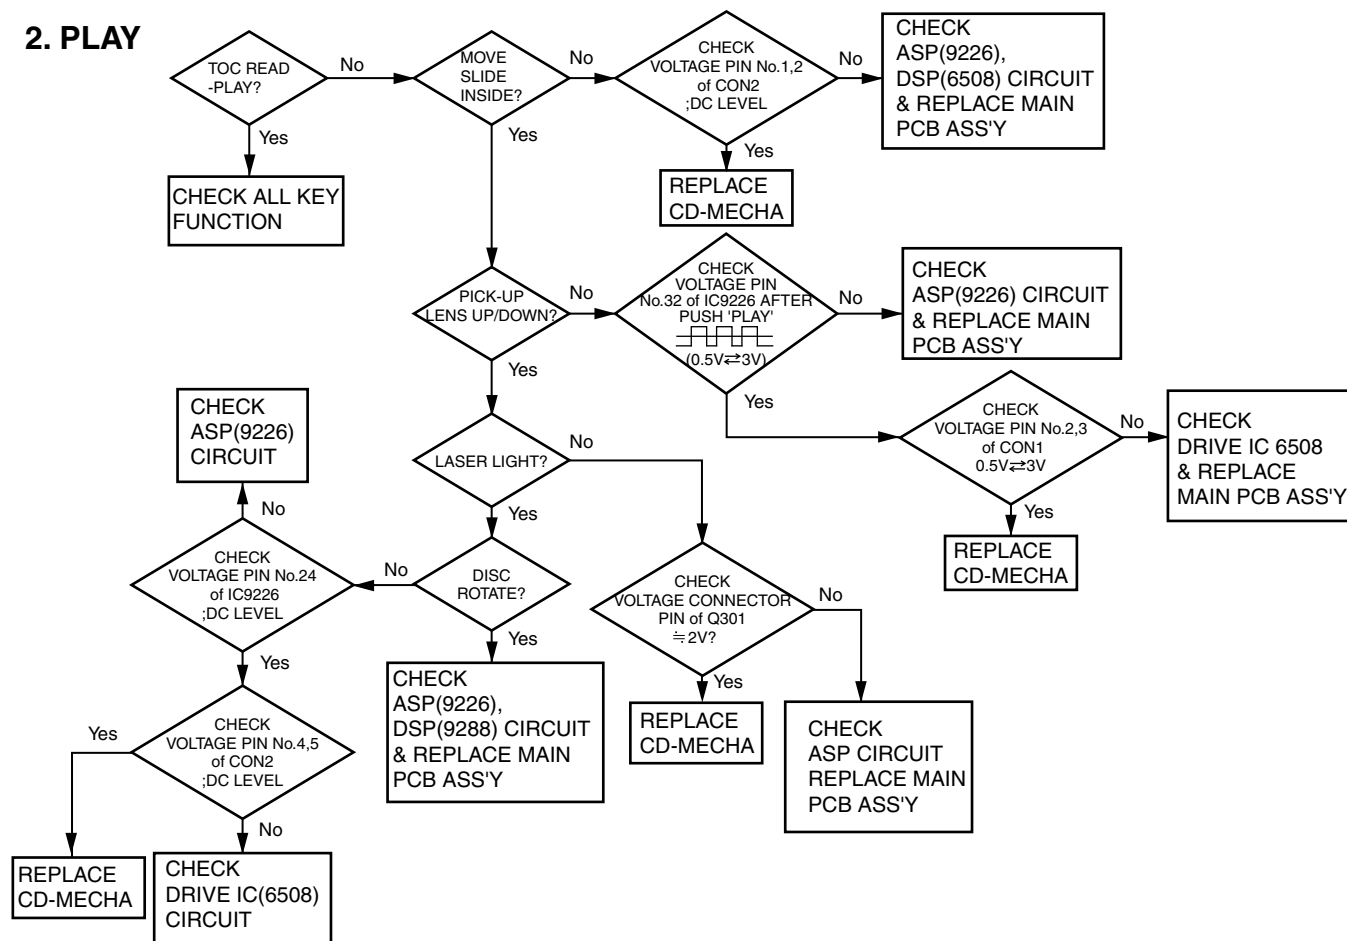 2. PLAY
TOC READ
-PLAY?
No
Yes
CHECK ALL KEY
FUNCTION
MOVE
SLIDE
INSIDE?
No
Yes
CHECK
VOLTAGE PIN No.1,2
of CON2
;DC LEVEL
No
Yes
CHECK
ASP(9226),
DSP(6508) CIRCUIT
& REPLACE MAIN
PCB ASS'Y
REPLACE
CD-MECHA
PICK-UP
LENS UP/DOWN?
No
Yes
CHECK
VOLTAGE PIN
No.32 of IC9226 AFTER
PUSH 'PLAY'
(0.5V⇄3V)
No
Yes
CHECK
ASP(9226) CIRCUIT
& REPLACE MAIN
PCB ASS'Y
CHECK
VOLTAGE PIN No.2,3
of CON1
0.5V⇄3V
No
Yes
CHECK
DRIVE IC 6508
& REPLACE
MAIN PCB ASS'Y
REPLACE
CD-MECHA
LASER LIGHT?
No
Yes
CHECK
VOLTAGE CONNECTOR
PIN of Q301
≒2V?
No
Yes
REPLACE
CD-MECHA
CHECK
ASP CIRCUIT
REPLACE MAIN
PCB ASS'Y
DISC
ROTATE?
No
Yes
CHECK
ASP(9226),
DSP(9288) CIRCUIT
& REPLACE MAIN
PCB ASS'Y
CHECK
VOLTAGE PIN No.24
of IC9226
;DC LEVEL
No
Yes
CHECK
ASP(9226)
CIRCUIT
CHECK
VOLTAGE PIN No.4,5
of CON2
;DC LEVEL
Yes
No
REPLACE
CD-MECHA
CHECK
DRIVE IC(6508)
CIRCUIT